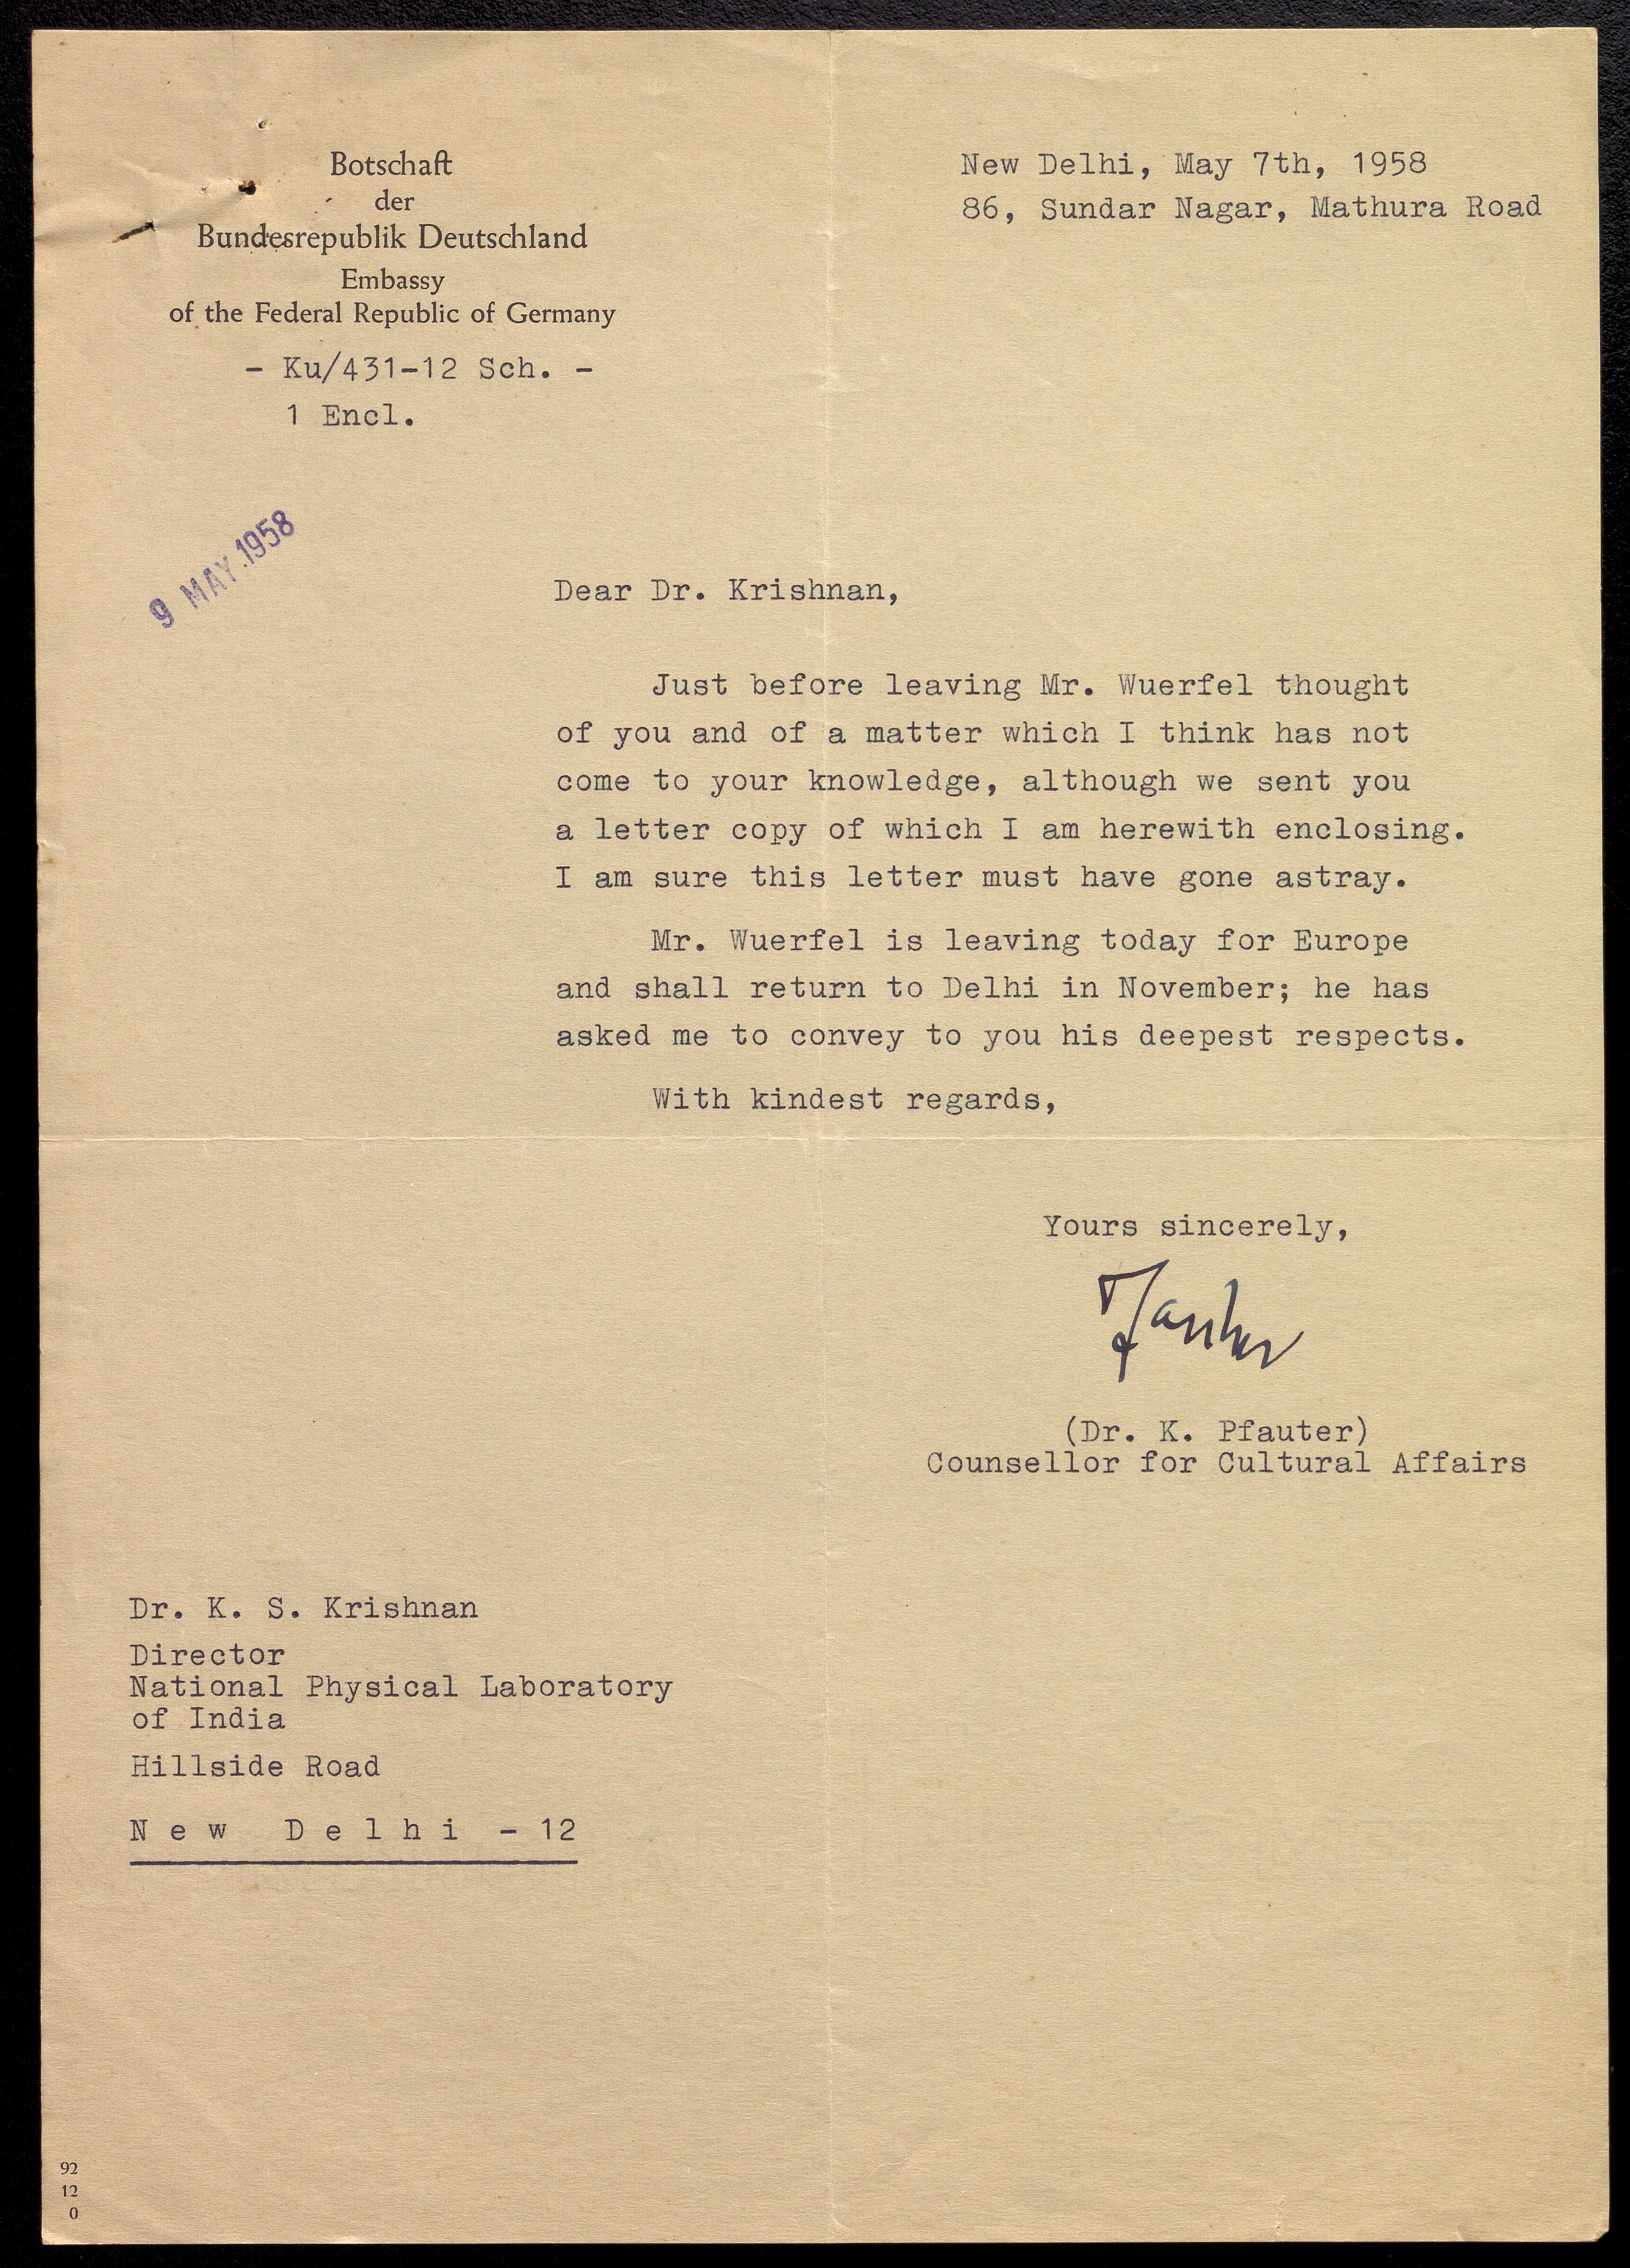 Botschaft
der
Bundesrepublik Deutschland
Embassy
of the Federal Republic of Germany
- Ku/431-12 Sch. -
1 Encl.
New Delhi, May 7th, 1958
86, Sundar Nagar, Mathura Road
9 MAY.1958
Dear Dr. Krishnan,
Just before leaving Mr. Wuerfel thought
of you and of a matter which I think has not
come to your knowledge, although we sent you
a letter copy of which I am herewith enclosing.
I am sure this letter must have gone astray.
Mr. Wuerfel is leaving today for Europe
and shall return to Delhi in November; he has
asked me to convey to you his deepest respects.
With kindest regards,
Yours sincerely,
Pfauter
(Dr. K. Pfauter)
Counsellor for Cultural Affairs
Dr. K. S. Krishnan
Director
National Physical Laboratory
of India
Hillside Road
N e w   D e l h i  - 12
92
12
0